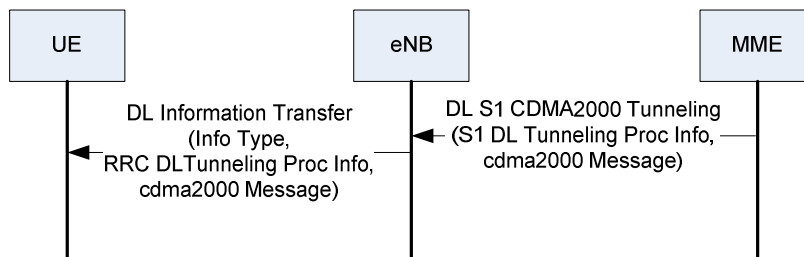 UE
eNB
MME
DL Information Transfer
(Info Type,
RRC DLTunneling Proc Info,
cdma2000 Message)
DL S1 CDMA2000 Tunneling
(S1 DL Tunneling Proc Info,
cdma2000 Message)